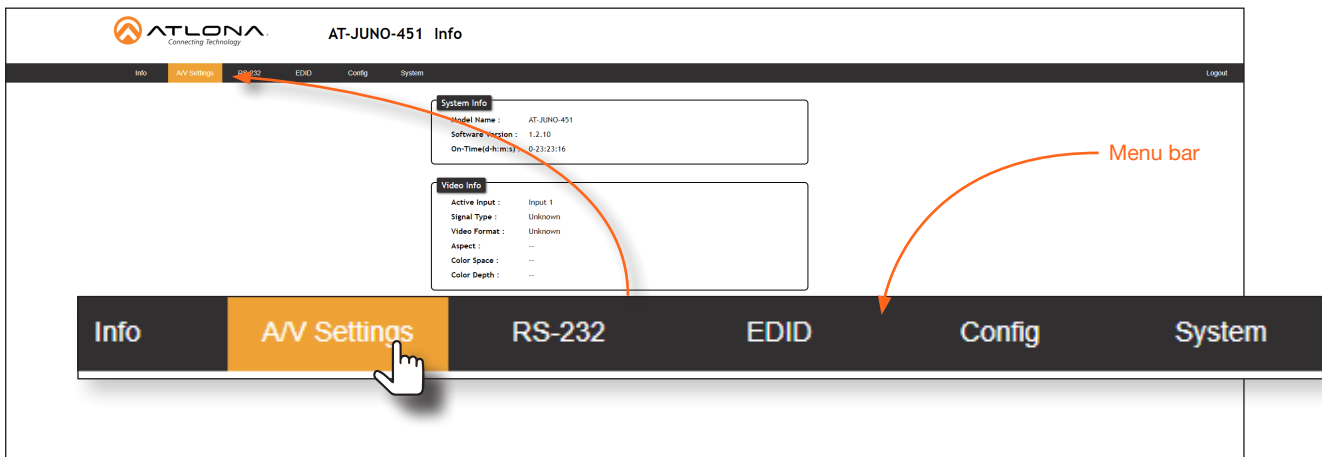 ATLONA.
Connecting Technology
AT-JUNO-451 Info
Info A/V Settings RS-232 EDID Config System Logout
System Info
Model Name : AT-JUNO-451
Software Version : 1.2.10
On-Time(d-h:m:s) : 0-23:23:16
Menu bar
Video Info
Active Input : Input 1
Signal Type : Unknown
Video Format : Unknown
Aspect : --
Color Space : --
Color Depth : --
Info A/V Settings RS-232 EDID Config System